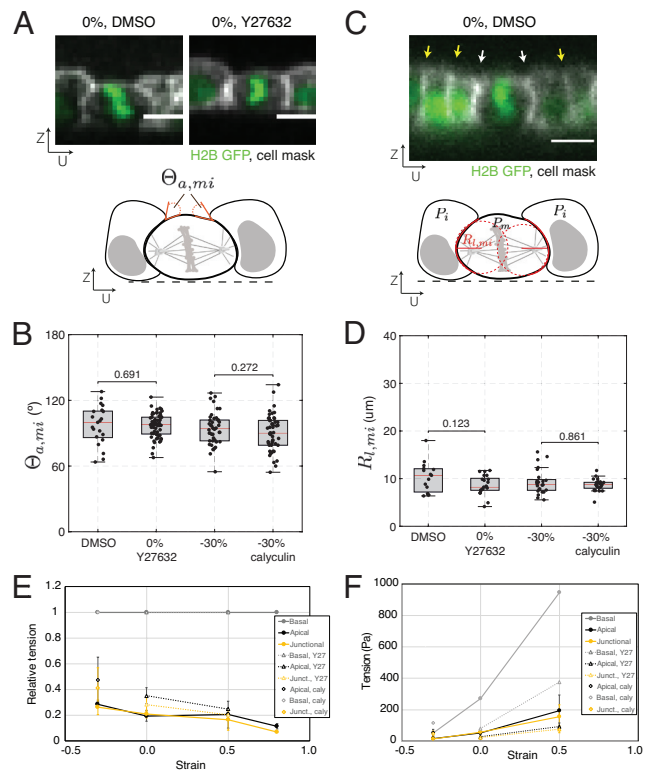 A
0%, DMSO
0%, Y27632
Z
U
H2B GFP, cell mask
Θa,mi
Z
U
C
0%, DMSO
Z
U
H2B GFP, cell mask
Pi
Pm
Pi
Rl,mi
Z
U
B
180
120
60
0
Θa,mi (°)
0.691
0.272
DMSO
0%
Y27632
-30%
-30%
calyculin
D
40
30
20
10
0
Rl,mi (um)
0.123
0.861
DMSO
0%
Y27632
-30%
-30%
calyculin
E
1.2
1
0.8
0.6
0.4
0.2
0
Relative tension
-0.5
0.0
0.5
1.0
Strain
Basal
Apical
Junctional
Basal, Y27
Apical, Y27
Junct., Y27
Apical, caly
Basal, caly
Junct., caly
F
1000
800
600
400
200
0
Tension (Pa)
-0.5
0.0
0.5
1.0
Strain
Basal
Apical
Junctional
Basal, Y27
Apical, Y27
Junct., Y27
Apical, caly
Basal, caly
Junct., caly